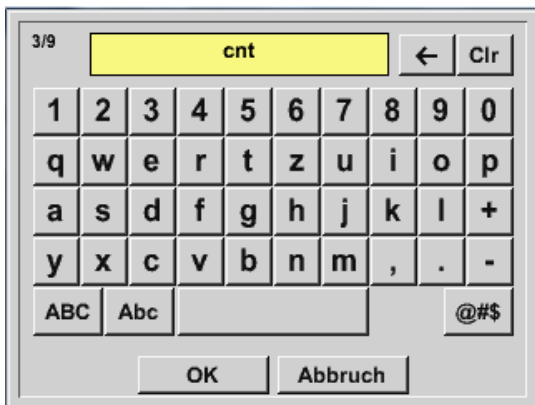 3/9 cnt ← Clr
1 2 3 4 5 6 7 8 9 0
q w e r t z u i o p
a s d f g h j k l +
y x c v b n m , . -
ABC Abc @#$
OK Abbruch